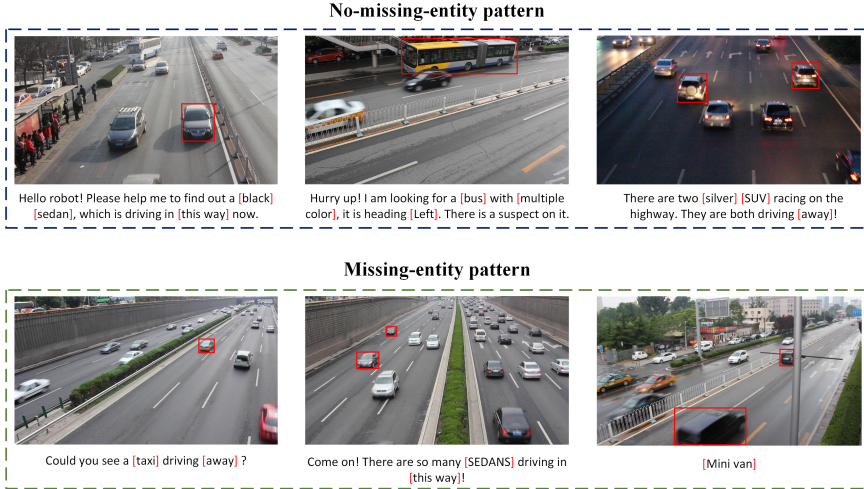 No-missing-entity pattern
Hello robot! Please help me to find out a [black]
[sedan], which is driving in [this way] now.
Hurry up! I am looking for a [bus] with [multiple
color], it is heading [Left]. There is a suspect on it.
There are two [silver] [SUV] racing on the
highway. They are both driving [away]!
Missing-entity pattern
Could you see a [taxi] driving [away] ?
Come on! There are so many [SEDANS] driving in
[this way]!
[Mini van]